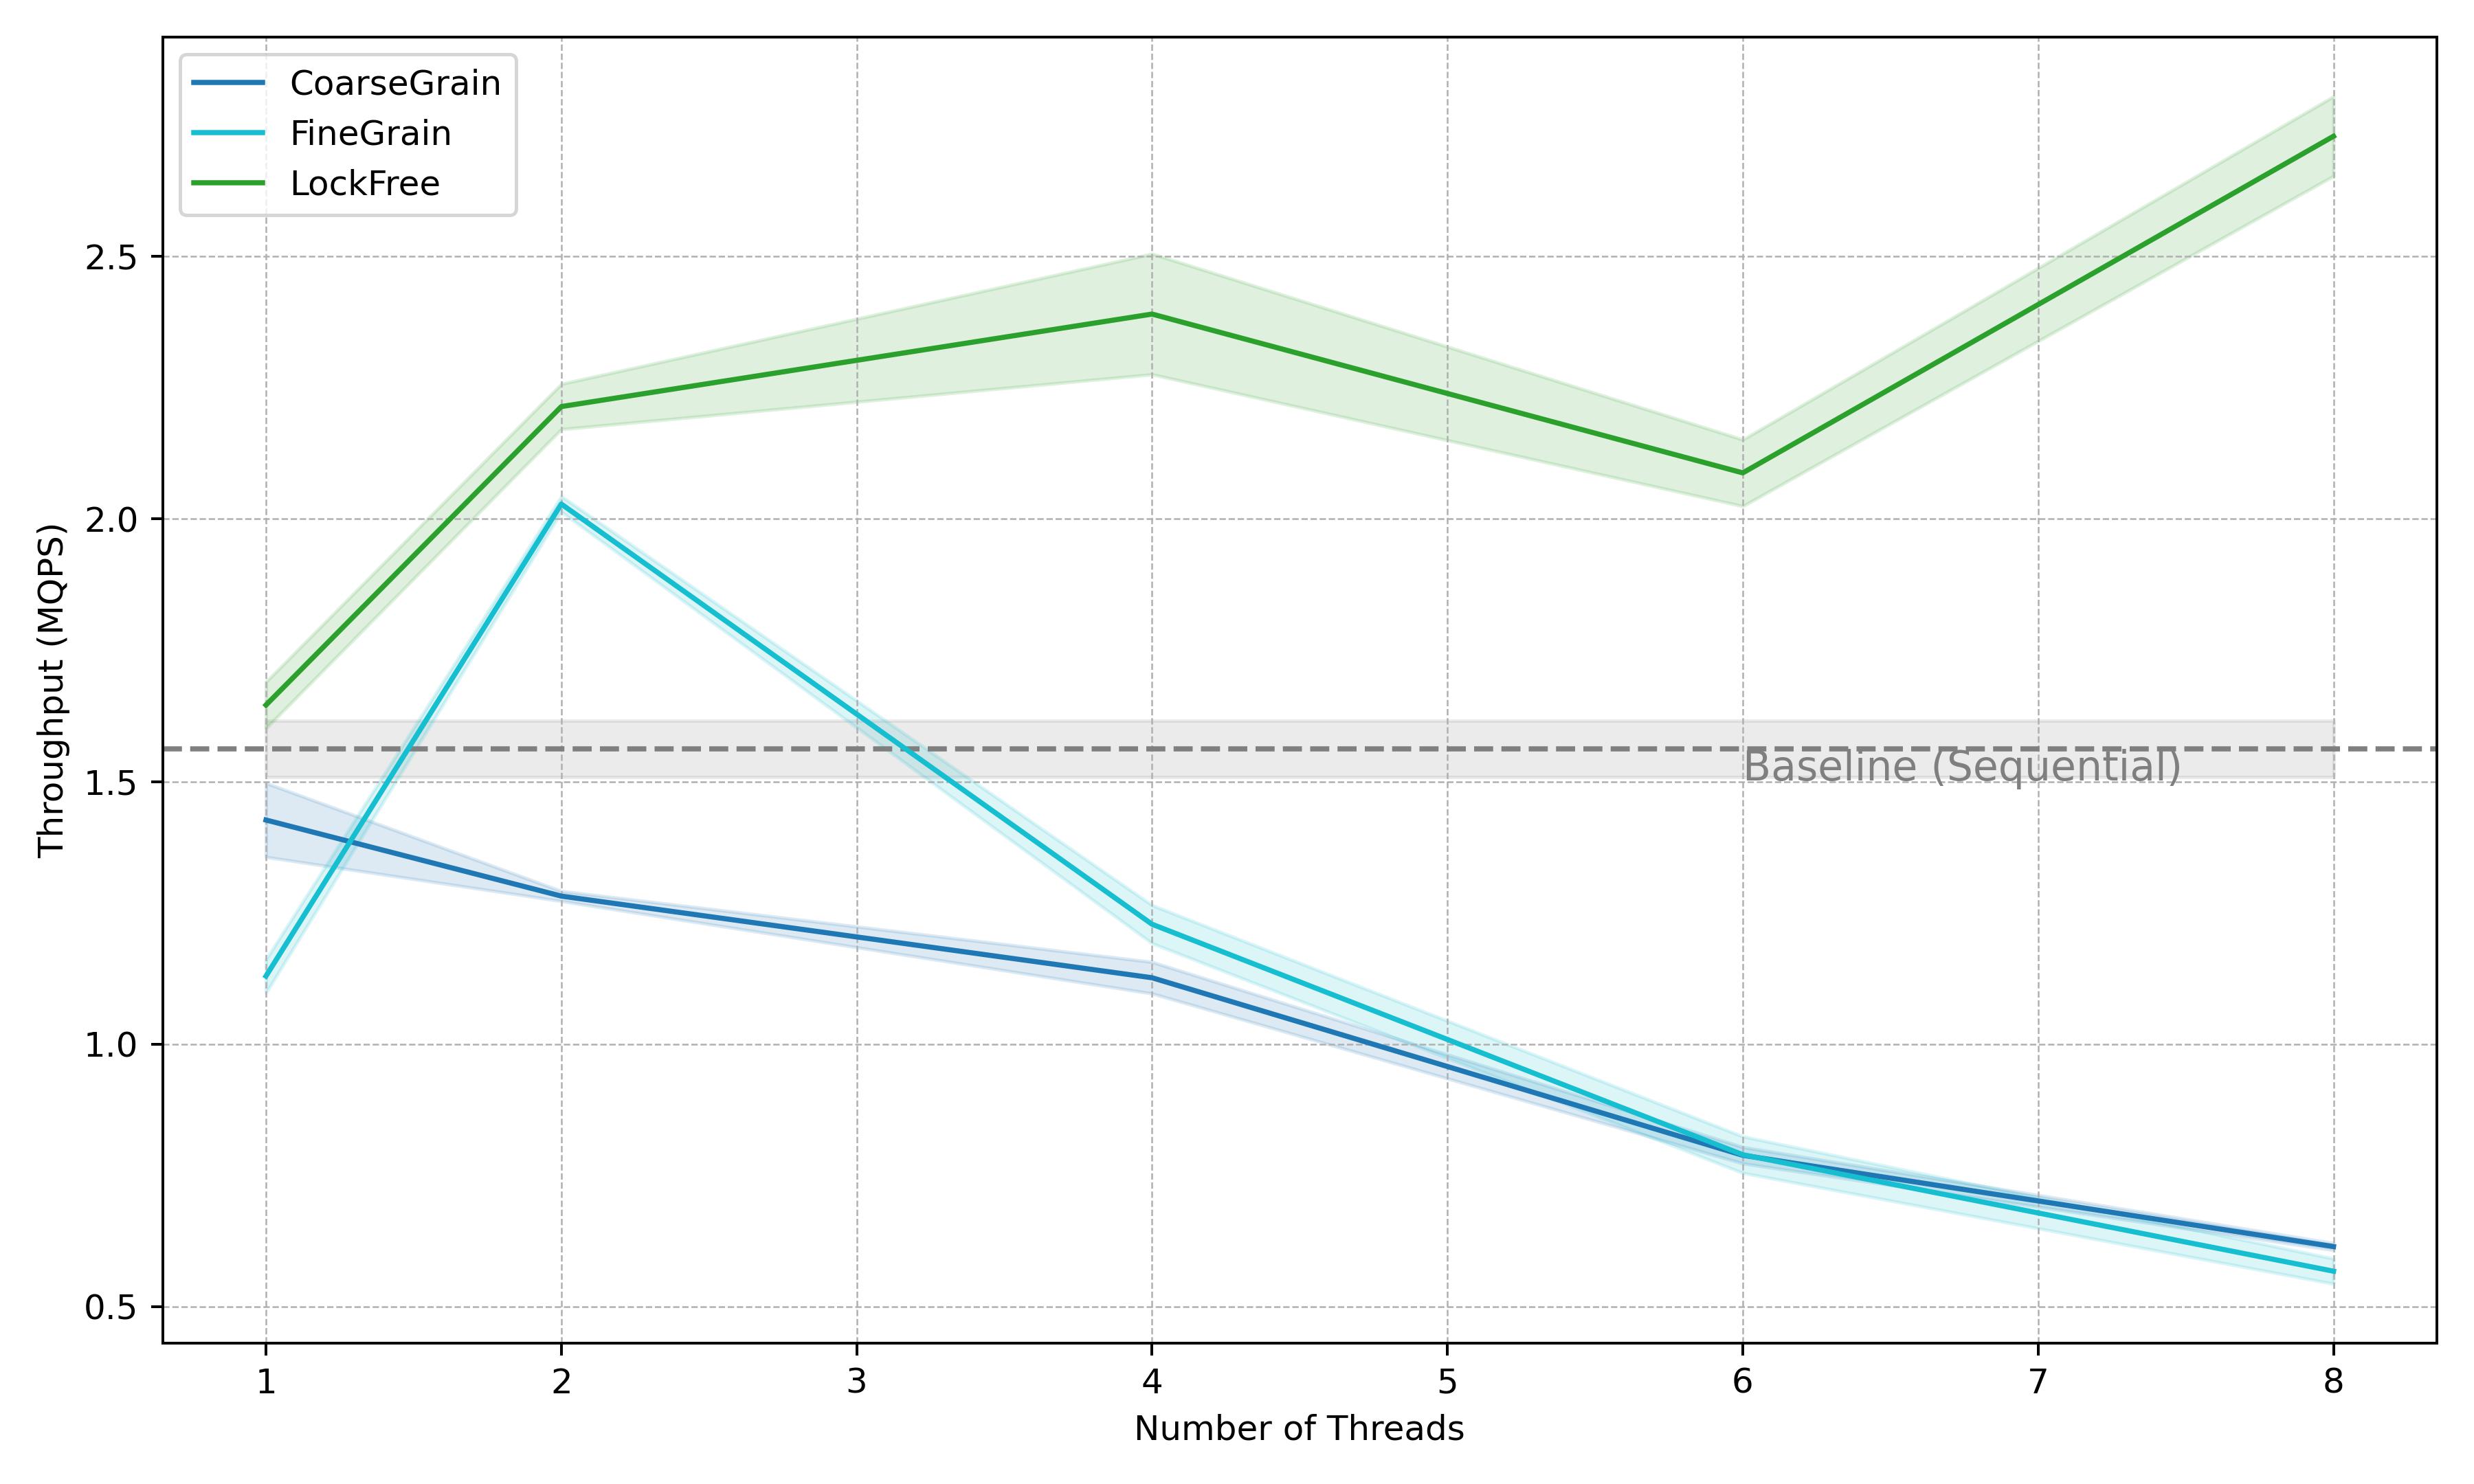 CoarseGrain
FineGrain
LockFree
Throughput (MQPS)
2.5
2.0
1.5
1.0
0.5
Baseline (Sequential)
1 2 3 4 5 6 7 8
Number of Threads